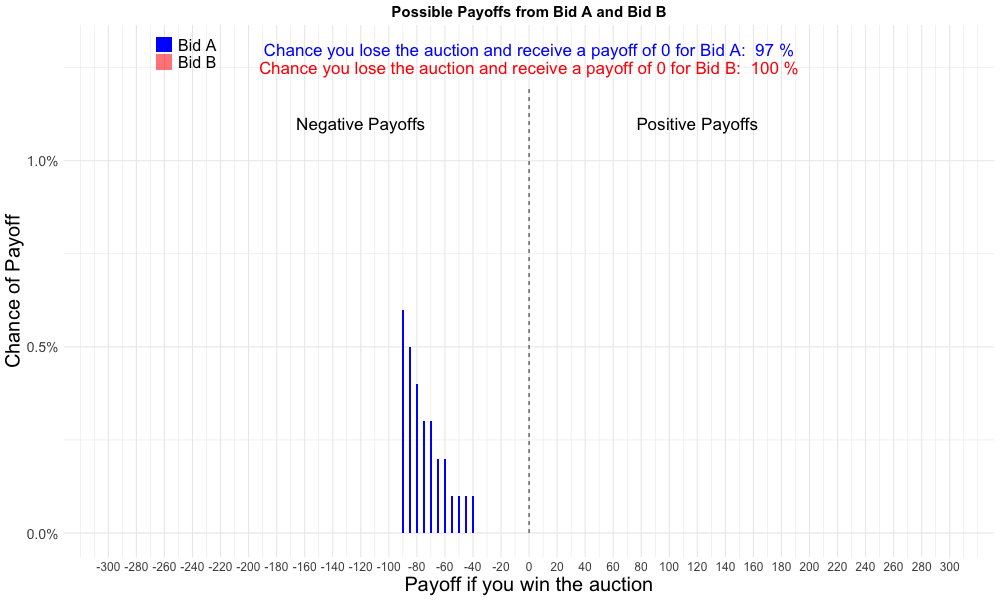 Possible Payoffs from Bid A and Bid B
Bid A
Bid B
Chance you lose the auction and receive a payoff of 0 for Bid A:  97 %
Chance you lose the auction and receive a payoff of 0 for Bid B:  100 %
Negative Payoffs
Positive Payoffs
Chance of Payoff
1.0%
0.5%
0.0%
-300 -280 -260 -240 -220 -200 -180 -160 -140 -120 -100 -80 -60 -40 -20 0 20 40 60 80 100 120 140 160 180 200 220 240 260 280 300
Payoff if you win the auction